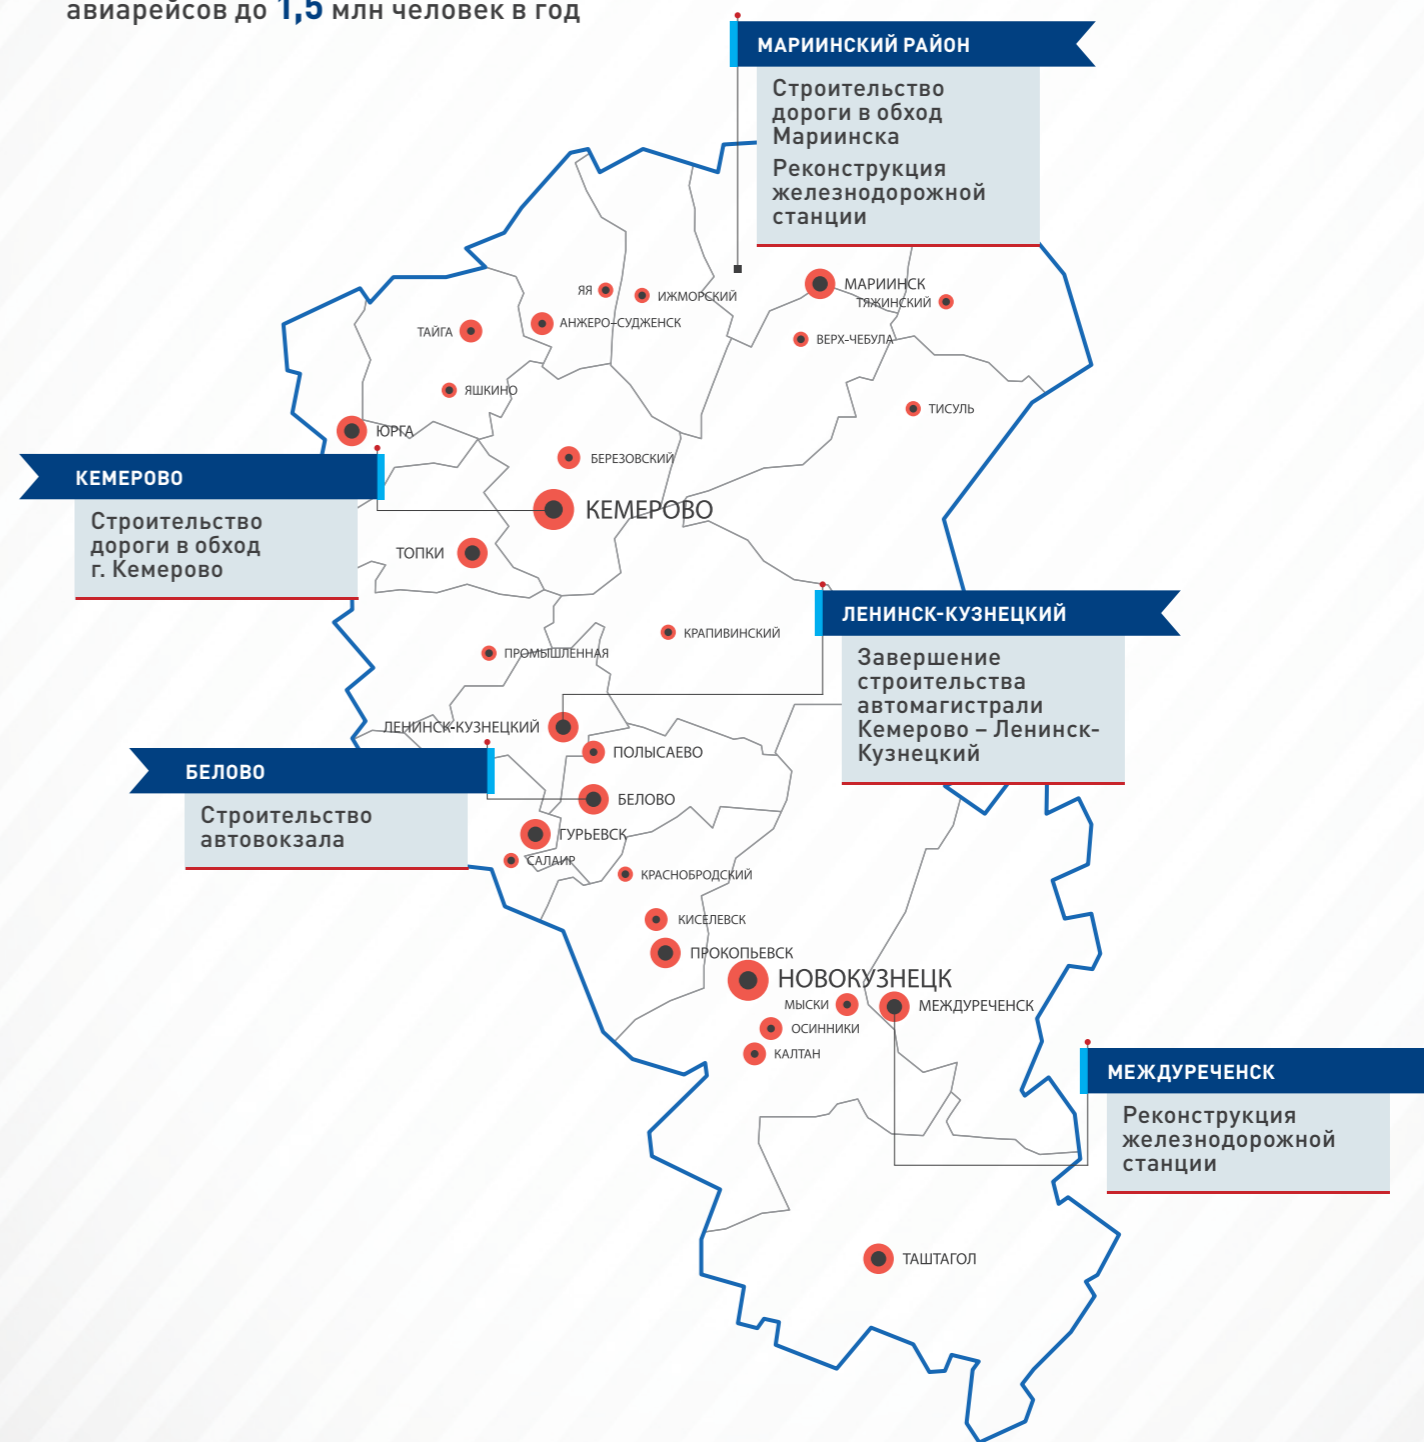 авиарейсов до 1,5 млн человек в год
МАРИИНСКИЙ РАЙОН
Строительство
дороги в обход
Мариинска
Реконструкция
железнодорожной
станции
МАРИИНСК
ТЯЖИНСКИЙ
ЯЯ
ИЖМОРСКИЙ
АНЖЕРО-СУДЖЕНСК
ТАЙГА
ВЕРХ-ЧЕБУЛА
ЯШКИНО
ТИСУЛЬ
ЮРГА
БЕРЕЗОВСКИЙ
КЕМЕРОВО
Строительство
дороги в обход
г. Кемерово
КЕМЕРОВО
ТОПКИ
ЛЕНИНСК-КУЗНЕЦКИЙ
Завершение
строительства
автомагистрали
Кемерово – Ленинск-
Кузнецкий
КРАПИВИНСКИЙ
ПРОМЫШЛЕННАЯ
ЛЕНИНСК-КУЗНЕЦКИЙ
ПОЛЫСАЕВО
БЕЛОВО
Строительство
автовокзала
БЕЛОВО
ГУРЬЕВСК
САЛАИР
КРАСНОБРОДСКИЙ
КИСЕЛЕВСК
ПРОКОПЬЕВСК
НОВОКУЗНЕЦК
МЫСКИ
МЕЖДУРЕЧЕНСК
ОСИННИКИ
КАЛТАН
МЕЖДУРЕЧЕНСК
Реконструкция
железнодорожной
станции
ТАШТАГОЛ